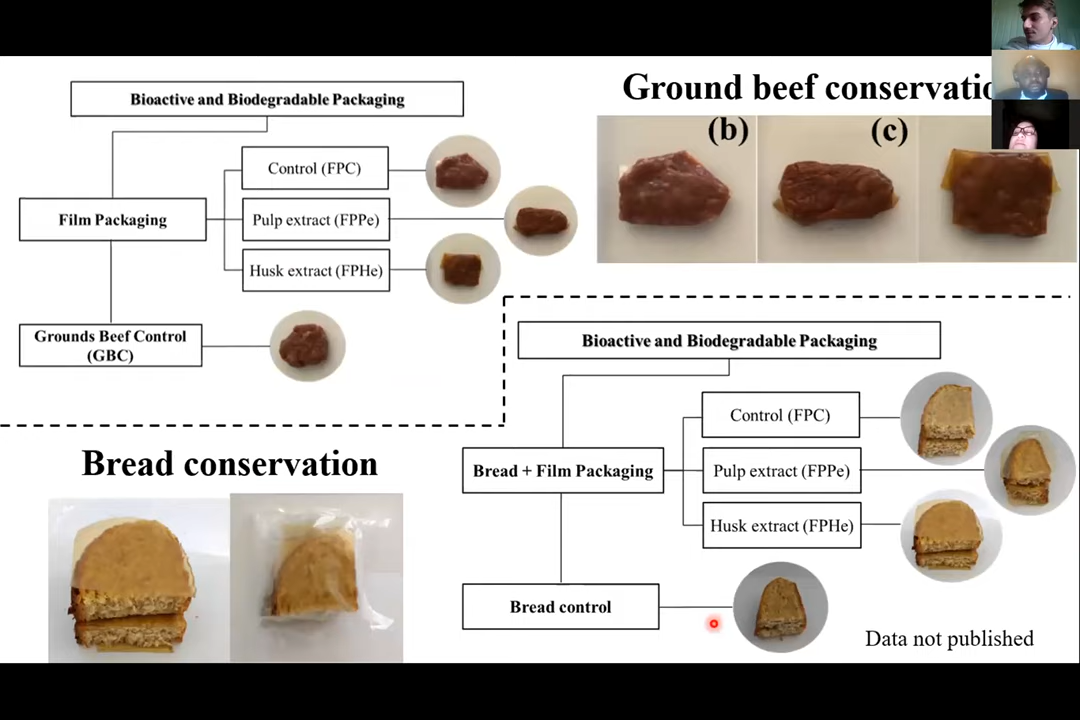 Bioactive and Biodegradable Packaging
Control (FPC)
Film Packaging
Pulp extract (FPPe)
Husk extract (FPHe)
Grounds Beef Control
(GBC)
Ground beef conservatio
(b)
(c)
Bioactive and Biodegradable Packaging
Control (FPC)
Bread + Film Packaging
Pulp extract (FPPe)
Husk extract (FPHe)
Bread control
Bread conservation
Data not published